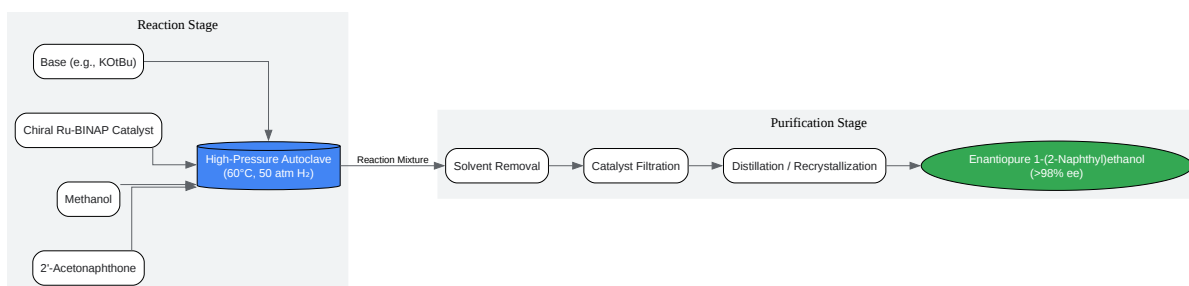 Reaction Stage
Base (e.g., KOtBu)
Chiral Ru-BINAP Catalyst
High-Pressure Autoclave
(60°C, 50 atm H₂)
Methanol
2'-Acetonaphthone
Reaction Mixture
Purification Stage
Solvent Removal
Catalyst Filtration
Distillation / Recrystallization
Enantiopure 1-(2-Naphthyl)ethanol
(>98% ee)